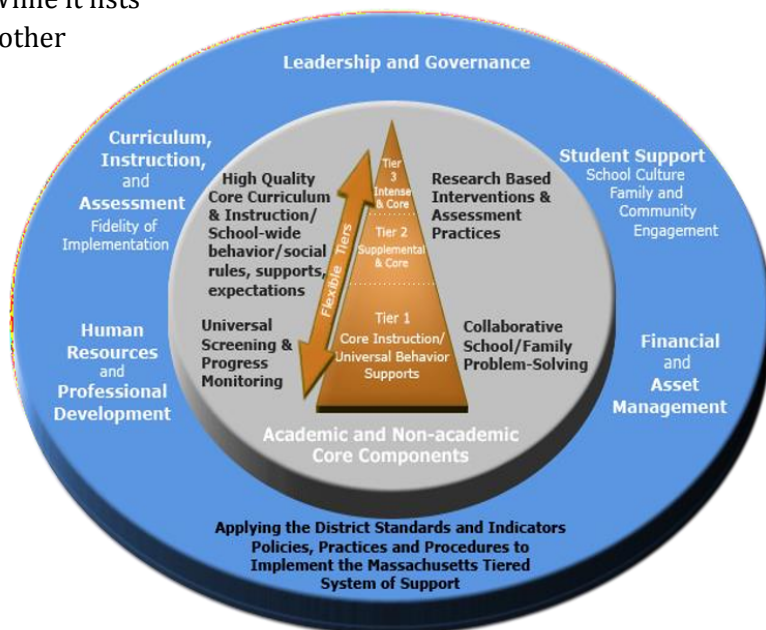 While it lists
other
Leadership and Governance
Curriculum,
Instruction,
and
Assessment
Fidelity of
Implementation
Student Support
School Culture
Family and
Community
Engagement
High Quality
Core Curriculum
& Instruction/
School-wide
behavior/social
rules, supports,
expectations
Tier
3
Intense
& Core
Research Based
Interventions &
Assessment
Practices
Tier 2
Supplemental
& Core
Flexible Tiers
Universal
Screening &
Progress
Monitoring
Tier 1
Core Instruction/
Universal Behavior
Supports
Collaborative
School/Family
Problem-Solving
Human
Resources
and
Professional
Development
Financial
and
Asset
Management
Academic and Non-academic
Core Components
Applying the District Standards and Indicators
Policies, Practices and Procedures to
Implement the Massachusetts Tiered
System of Support